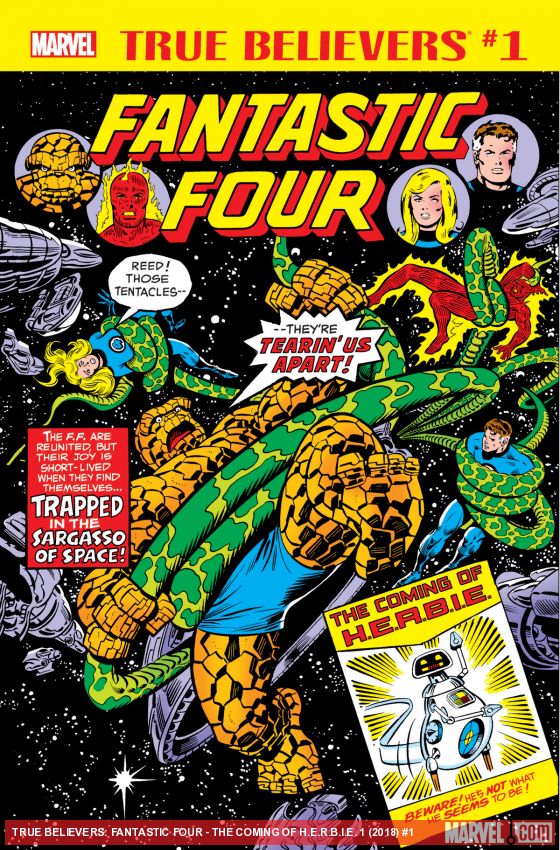 MARVEL
TRUE BELIEVERS® #1
FANTASTIC
FOUR
REED!
THOSE
TENTACLES--
--THEY'RE
TEARIN' US
APART!
THE F.F. ARE
REUNITED, BUT
THEIR JOY IS
SHORT-LIVED
WHEN THEY FIND
THEMSELVES...
TRAPPED
IN THE
SARGASSO
OF SPACE!
THE COMING OF
H.E.R.B.I.E.
BEWARE! HE'S NOT WHAT
HE SEEMS TO BE!
TRUE BELIEVERS: FANTASTIC FOUR - THE COMING OF H.E.R.B.I.E. 1 (2018) #1
MARVEL.COM
4